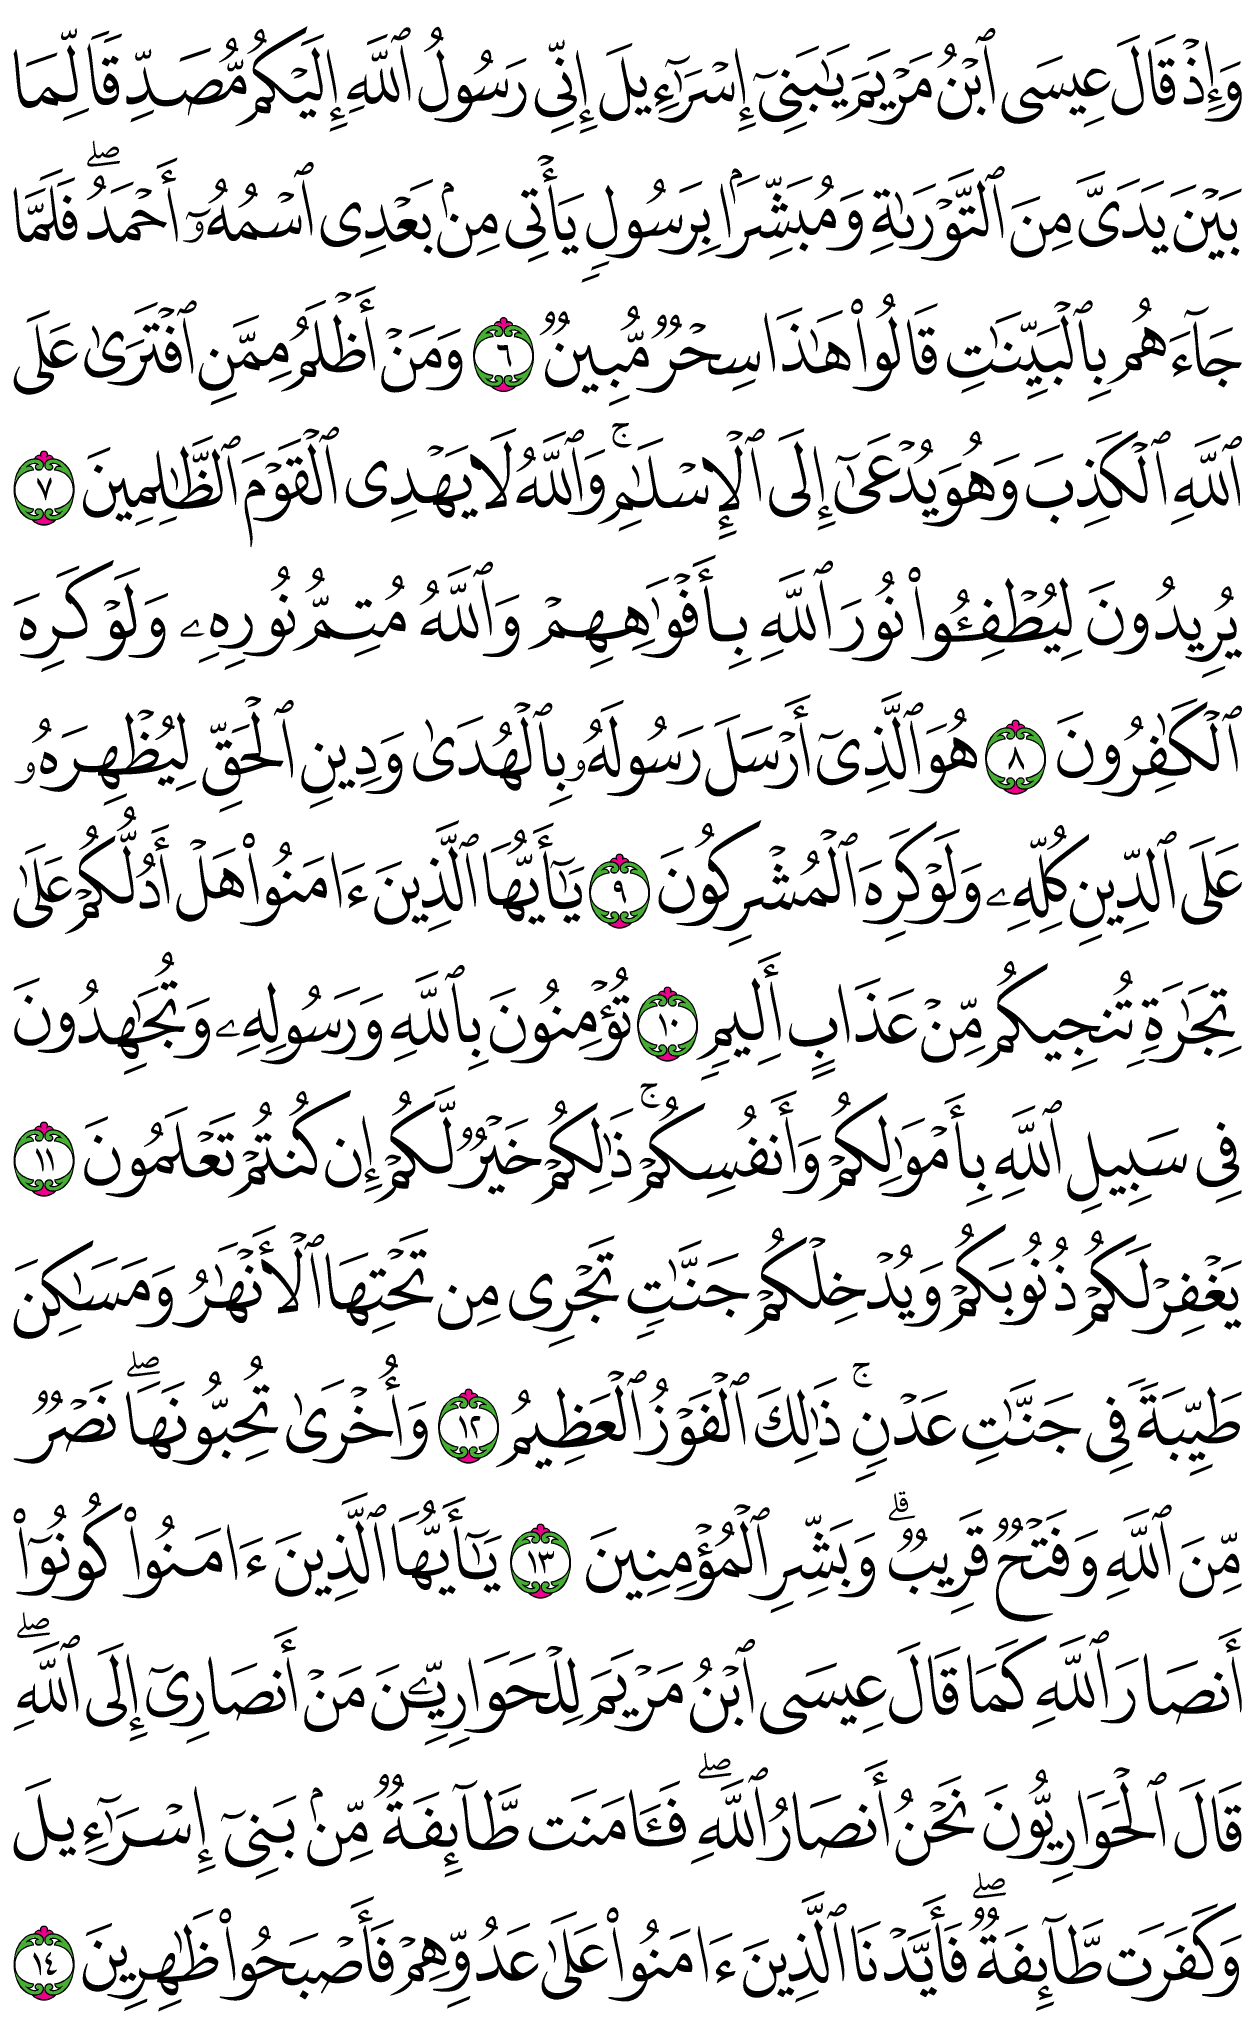 وَإِذۡ قَالَ عِيسَى ٱبۡنُ مَرۡيَمَ يَٰبَنِيٓ إِسۡرَٰٓءِيلَ إِنِّي رَسُولُ ٱللَّهِ إِلَيۡكُم مُّصَدِّقٗا لِّمَا
بَيۡنَ يَدَيَّ مِنَ ٱلتَّوۡرَىٰةِ وَمُبَشِّرَۢا بِرَسُولٖ يَأۡتِي مِنۢ بَعۡدِي ٱسۡمُهُۥٓ أَحۡمَدُۖ فَلَمَّا
جَآءَهُم بِٱلۡبَيِّنَٰتِ قَالُواْ هَٰذَا سِحۡرٞ مُّبِينٞ ٦ وَمَنۡ أَظۡلَمُ مِمَّنِ ٱفۡتَرَىٰ عَلَى
ٱللَّهِ ٱلۡكَذِبَ وَهُوَ يُدۡعَىٰٓ إِلَى ٱلۡإِسۡلَٰمِۚ وَٱللَّهُ لَا يَهۡدِي ٱلۡقَوۡمَ ٱلظَّٰلِمِينَ ٧
يُرِيدُونَ لِيُطۡفِـُٔواْ نُورَ ٱللَّهِ بِأَفۡوَٰهِهِمۡ وَٱللَّهُ مُتِمُّ نُورِهِۦ وَلَوۡ كَرِهَ
ٱلۡكَٰفِرُونَ ٨ هُوَ ٱلَّذِيٓ أَرۡسَلَ رَسُولَهُۥ بِٱلۡهُدَىٰ وَدِينِ ٱلۡحَقِّ لِيُظۡهِرَهُۥ
عَلَى ٱلدِّينِ كُلِّهِۦ وَلَوۡ كَرِهَ ٱلۡمُشۡرِكُونَ ٩ يَٰٓأَيُّهَا ٱلَّذِينَ ءَامَنُواْ هَلۡ أَدُلُّكُمۡ عَلَىٰ
تِجَٰرَةٖ تُنجِيكُم مِّنۡ عَذَابٍ أَلِيمٖ ١٠ تُؤۡمِنُونَ بِٱللَّهِ وَرَسُولِهِۦ وَتُجَٰهِدُونَ
فِي سَبِيلِ ٱللَّهِ بِأَمۡوَٰلِكُمۡ وَأَنفُسِكُمۡۚ ذَٰلِكُمۡ خَيۡرٞ لَّكُمۡ إِن كُنتُمۡ تَعۡلَمُونَ ١١
يَغۡفِرۡ لَكُمۡ ذُنُوبَكُمۡ وَيُدۡخِلۡكُمۡ جَنَّٰتٖ تَجۡرِي مِن تَحۡتِهَا ٱلۡأَنۡهَٰرُ وَمَسَٰكِنَ
طَيِّبَةٗ فِي جَنَّٰتِ عَدۡنٖۚ ذَٰلِكَ ٱلۡفَوۡزُ ٱلۡعَظِيمُ ١٢ وَأُخۡرَىٰ تُحِبُّونَهَاۖ نَصۡرٞ
مِّنَ ٱللَّهِ وَفَتۡحٞ قَرِيبٞۗ وَبَشِّرِ ٱلۡمُؤۡمِنِينَ ١٣ يَٰٓأَيُّهَا ٱلَّذِينَ ءَامَنُواْ كُونُوٓاْ
أَنصَارَ ٱللَّهِ كَمَا قَالَ عِيسَى ٱبۡنُ مَرۡيَمَ لِلۡحَوَارِيِّـۧنَ مَنۡ أَنصَارِيٓ إِلَى ٱللَّهِۖ
قَالَ ٱلۡحَوَارِيُّونَ نَحۡنُ أَنصَارُ ٱللَّهِۖ فَـَٔامَنَت طَّآئِفَةٞ مِّنۢ بَنِيٓ إِسۡرَٰٓءِيلَ
وَكَفَرَت طَّآئِفَةٞۖ فَأَيَّدۡنَا ٱلَّذِينَ ءَامَنُواْ عَلَىٰ عَدُوِّهِمۡ فَأَصۡبَحُواْ ظَٰهِرِينَ ١٤